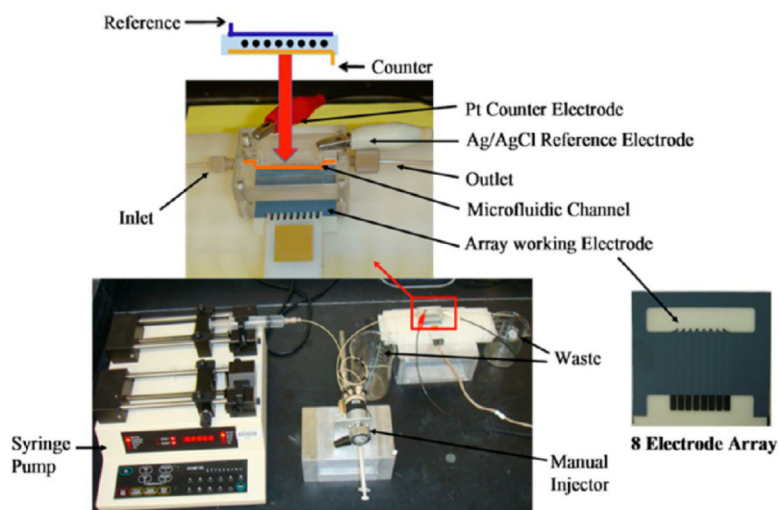 Reference
Counter
Pt Counter Electrode
Ag/AgCl Reference Electrode
Outlet
Inlet
Microfluidic Channel
Array working Electrode
Waste
Syringe
Pump
Manual
Injector
8 Electrode Array